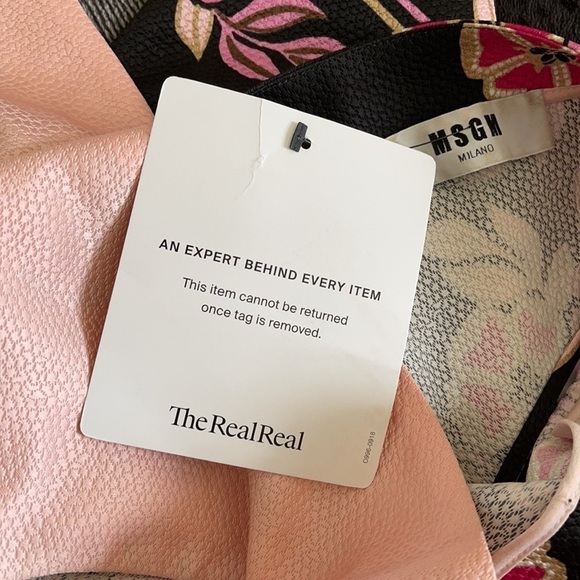 MSGM
MILANO
AN EXPERT BEHIND EVERY ITEM
This item cannot be returned
once tag is removed.
TheRealReal